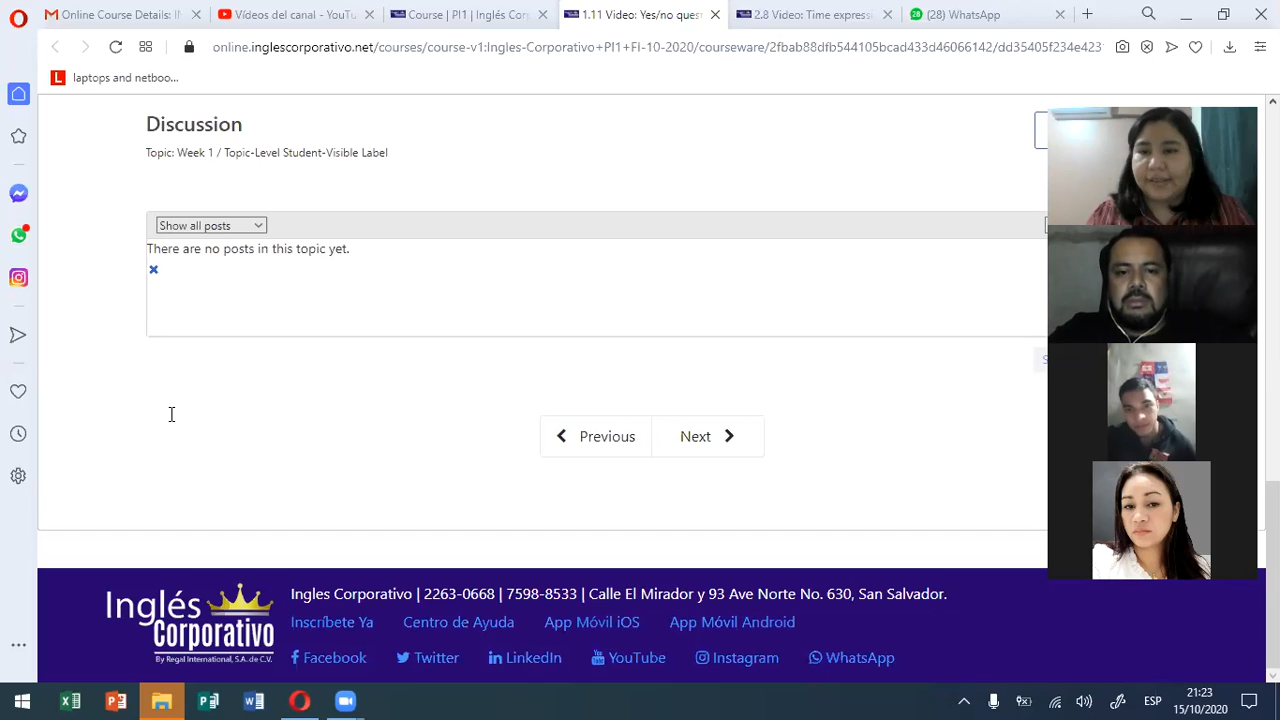 Online Course Details: I
Vídeos del canal - YouT
Course | I1 | Inglés Cor
1.11 Video: Yes/no ques
2.8 Video: Time express
(28) WhatsApp
online.inglescorporativo.net/courses/course-v1:Ingles-Corporativo+PI1+Fi-10-2020/courseware/2fbab88dfb544105bcad433d46066142/dd35405f234e423
L laptops and netboo...
Discussion
Topic: Week 1 / Topic-Level Student-Visible Label
Show all posts
There are no posts in this topic yet.
Previous
Next
Inglés Corporativo
By Regal International, S.A. de C.V.
Ingles Corporativo | 2263-0668 | 7598-8533 | Calle El Mirador y 93 Ave Norte No. 630, San Salvador.
Inscríbete Ya Centro de Ayuda App Móvil iOS App Móvil Android
Facebook Twitter LinkedIn YouTube Instagram WhatsApp
ESP
21:23
15/10/2020